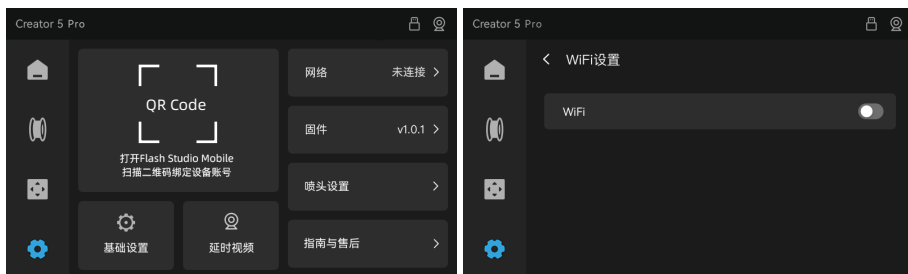 Creator 5 Pro
QR Code
打开Flash Studio Mobile
扫描二维码绑定设备账号
基础设置
延时视频
网络 未连接
固件 v1.0.1
喷头设置
指南与售后
Creator 5 Pro
WiFi设置
WiFi